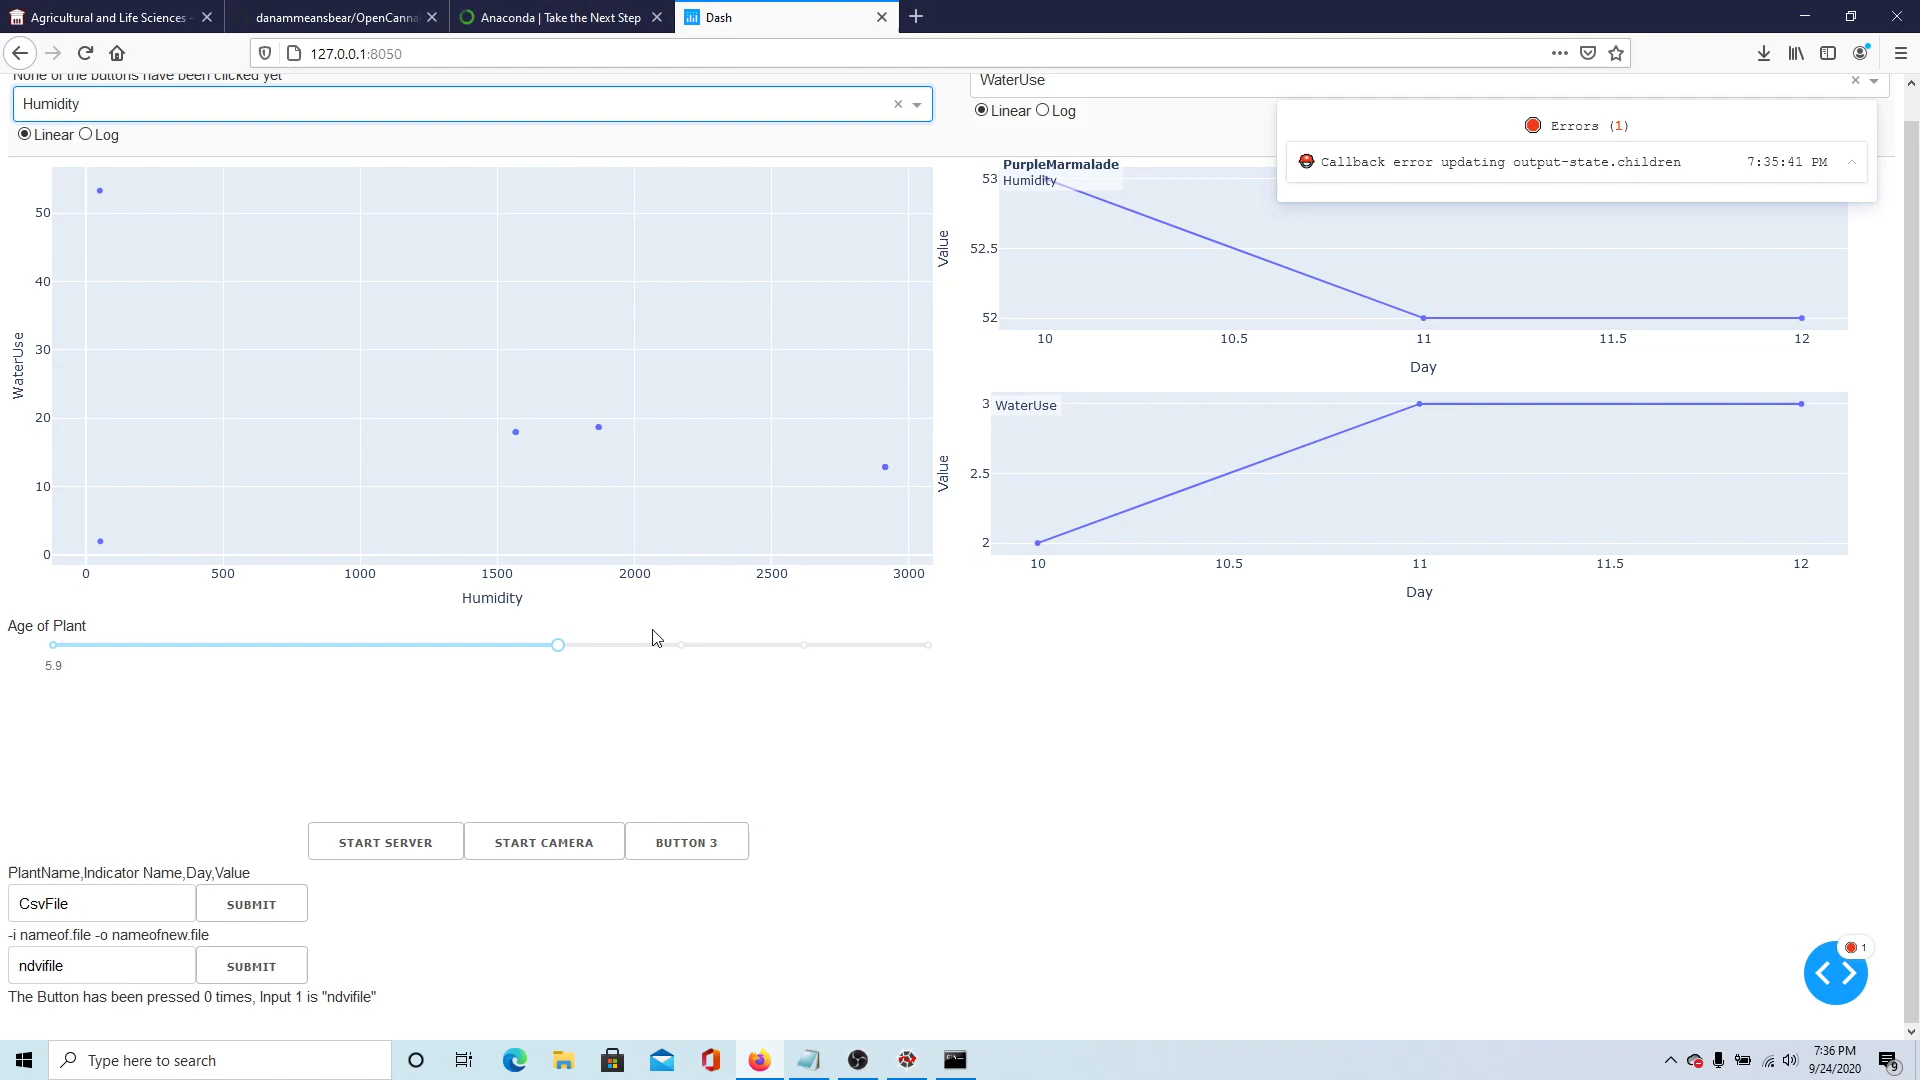 Agricultural and Life Sciences -
danammeansbear/OpenCanna
Anaconda | Take the Next Step
Dash
127.0.0.1:8050
None of the buttons have been clicked yet
Humidity
Linear Log
WaterUse
Linear Log
Errors (1)
Callback error updating output-state.children 7:35:41 PM
50
40
30
20
10
0
WaterUse
0 500 1000 1500 2000 2500 3000
Humidity
PurpleMarmalade
Humidity
53
52.5
52
Value
10 10.5 11 11.5 12
Day
WaterUse
3
2.5
2
Value
10 10.5 11 11.5 12
Day
Age of Plant
5.9
START SERVER START CAMERA BUTTON 3
PlantName,Indicator Name,Day,Value
CsvFile SUBMIT
-i nameof.file -o nameofnew.file
ndvifile SUBMIT
The Button has been pressed 0 times, Input 1 is "ndvifile"
1
Type here to search
7:36 PM
9/24/2020
9